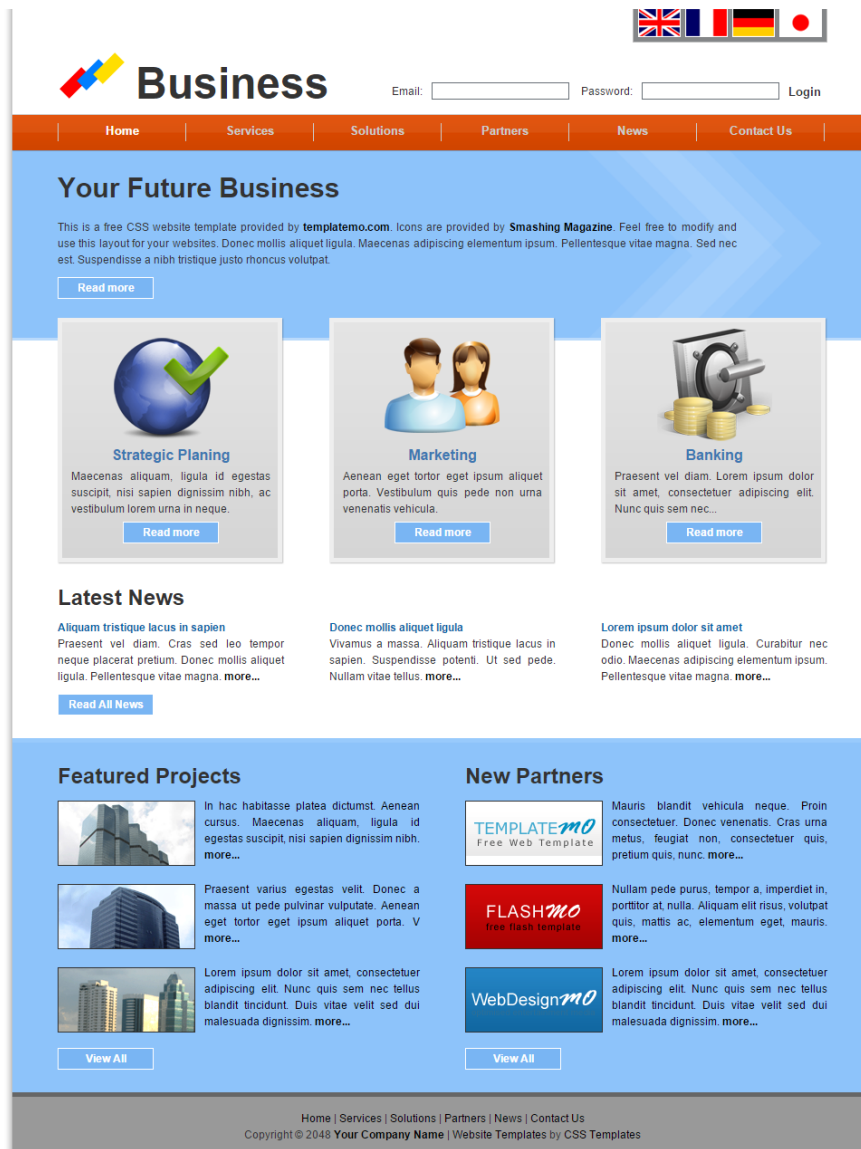 Business
Email:
Password:
Login
Home
Services
Solutions
Partners
News
Contact Us
Your Future Business
This is a free CSS website template provided by templatemo.com. Icons are provided by Smashing Magazine. Feel free to modify and
use this layout for your websites. Donec mollis aliquet ligula. Maecenas adipiscing elementum ipsum. Pellentesque vitae magna. Sed nec
est. Suspendisse a nibh tristique justo rhoncus volutpat.
Read more
Strategic Planing
Maecenas aliquam, ligula id egestas
suscipit, nisi sapien dignissim nibh, ac
vestibulum lorem urna in neque.
Read more
Marketing
Aenean eget tortor eget ipsum aliquet
porta. Vestibulum quis pede non urna
venenatis vehicula.
Read more
Banking
Praesent vel diam. Lorem ipsum dolor
sit amet, consectetuer adipiscing elit.
Nunc quis sem nec...
Read more
Latest News
Aliquam tristique lacus in sapien
Praesent vel diam. Cras sed leo tempor
neque placerat pretium. Donec mollis aliquet
ligula. Pellentesque vitae magna. more...
Donec mollis aliquet ligula
Vivamus a massa. Aliquam tristique lacus in
sapien. Suspendisse potenti. Ut sed pede.
Nullam vitae tellus. more...
Lorem ipsum dolor sit amet
Donec mollis aliquet ligula. Curabitur nec
odio. Maecenas adipiscing elementum ipsum.
Pellentesque vitae magna. more...
Read All News
Featured Projects
In hac habitasse platea dictumst. Aenean
cursus. Maecenas aliquam, ligula id
egestas suscipit, nisi sapien dignissim nibh.
more...
Praesent varius egestas velit. Donec a
massa ut pede pulvinar vulputate. Aenean
eget tortor eget ipsum aliquet porta. V
more...
Lorem ipsum dolor sit amet, consectetuer
adipiscing elit. Nunc quis sem nec tellus
blandit tincidunt. Duis vitae velit sed dui
malesuada dignissim. more...
View All
New Partners
TEMPLATEMO
Free Web Template
Mauris blandit vehicula neque. Proin
consectetuer. Donec venenatis. Cras urna
metus, feugiat non, consectetuer quis,
pretium quis, nunc. more...
FLASHMO
free flash template
Nullam pede purus, tempor a, imperdiet in,
porttitor at, nulla. Aliquam elit risus, volutpat
quis, mattis ac, elementum eget, mauris.
more...
WebDesignMO
Lorem ipsum dolor sit amet, consectetuer
adipiscing elit. Nunc quis sem nec tellus
blandit tincidunt. Duis vitae velit sed dui
malesuada dignissim. more...
View All
Home | Services | Solutions | Partners | News | Contact Us
Copyright © 2048 Your Company Name | Website Templates by CSS Templates